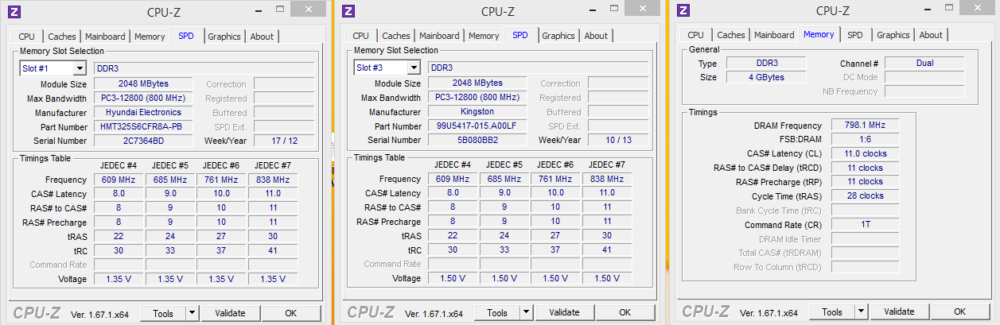 CPU-Z
CPU Caches Mainboard Memory SPD Graphics About
Memory Slot Selection
Slot #1 DDR3
Module Size 2048 MBytes Correction
Max Bandwidth PC3-12800 (800 MHz) Registered
Manufacturer Hyundai Electronics Buffered
Part Number HMT325S6CFR8A-PB SPD Ext.
Serial Number 2C7364BD Week/Year 17 / 12
Timings Table
JEDEC #4 JEDEC #5 JEDEC #6 JEDEC #7
Frequency 609 MHz 685 MHz 761 MHz 838 MHz
CAS# Latency 8.0 9.0 10.0 11.0
RAS# to CAS# 8 9 10 11
RAS# Precharge 8 9 10 11
tRAS 22 24 27 30
tRC 30 33 37 41
Command Rate
Voltage 1.35 V 1.35 V 1.35 V 1.35 V
CPU-Z Ver. 1.67.1.x64 Tools Validate OK
CPU-Z
CPU Caches Mainboard Memory SPD Graphics About
Memory Slot Selection
Slot #3 DDR3
Module Size 2048 MBytes Correction
Max Bandwidth PC3-12800 (800 MHz) Registered
Manufacturer Kingston Buffered
Part Number 99U5417-015.A00LF SPD Ext.
Serial Number 5B080BB2 Week/Year 10 / 13
Timings Table
JEDEC #4 JEDEC #5 JEDEC #6 JEDEC #7
Frequency 609 MHz 685 MHz 761 MHz 838 MHz
CAS# Latency 8.0 9.0 10.0 11.0
RAS# to CAS# 8 9 10 11
RAS# Precharge 8 9 10 11
tRAS 22 24 27 30
tRC 30 33 37 41
Command Rate
Voltage 1.50 V 1.50 V 1.50 V 1.50 V
CPU-Z Ver. 1.67.1.x64 Tools Validate OK
CPU-Z
CPU Caches Mainboard Memory SPD Graphics About
General
Type DDR3 Channel # Dual
Size 4 GBytes DC Mode
NB Frequency
Timings
DRAM Frequency 798.1 MHz
FSB:DRAM 1:6
CAS# Latency (CL) 11.0 clocks
RAS# to CAS# Delay (tRCD) 11 clocks
RAS# Precharge (tRP) 11 clocks
Cycle Time (tRAS) 28 clocks
Bank Cycle Time (tRC)
Command Rate (CR) 1T
DRAM Idle Timer
Total CAS# (tRDRAM)
Row To Column (tRCD)
CPU-Z Ver. 1.67.1.x64 Tools Validate OK